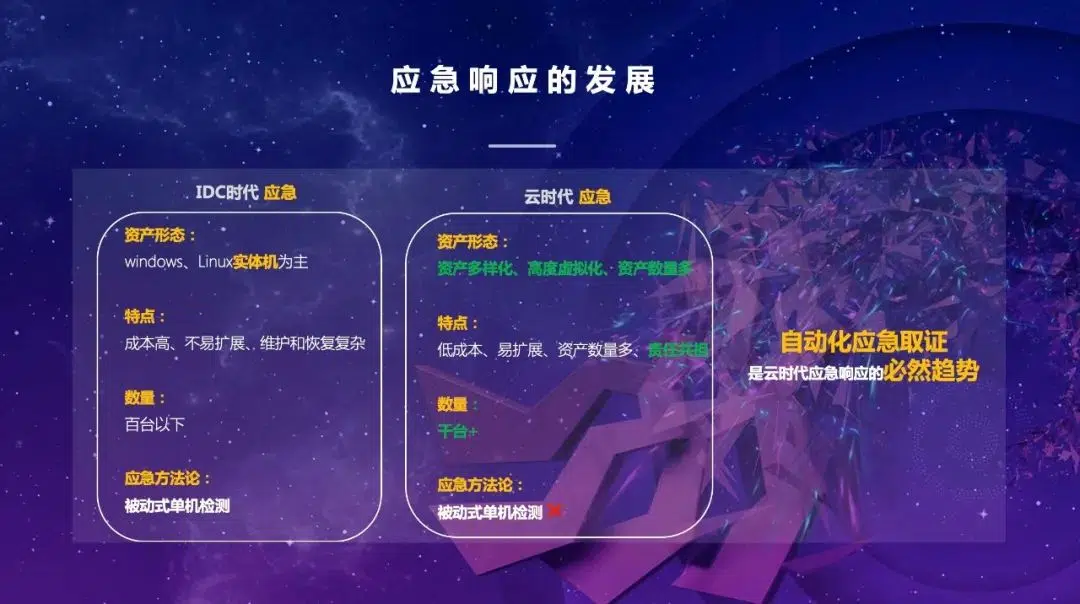 应急响应的发展
IDC时代 应急
资产形态：
windows、Linux实体机为主
特点：
成本高、不易扩展、维护和恢复复杂
数量：
百台以下
应急方法论：
被动式单机检测
云时代 应急
资产形态：
资产多样化、高度虚拟化、资产数量多
特点：
低成本、易扩展、资产数量多、责任共担
数量：
千台+
应急方法论：
被动式单机检测
自动化应急取证
是云时代应急响应的必然趋势